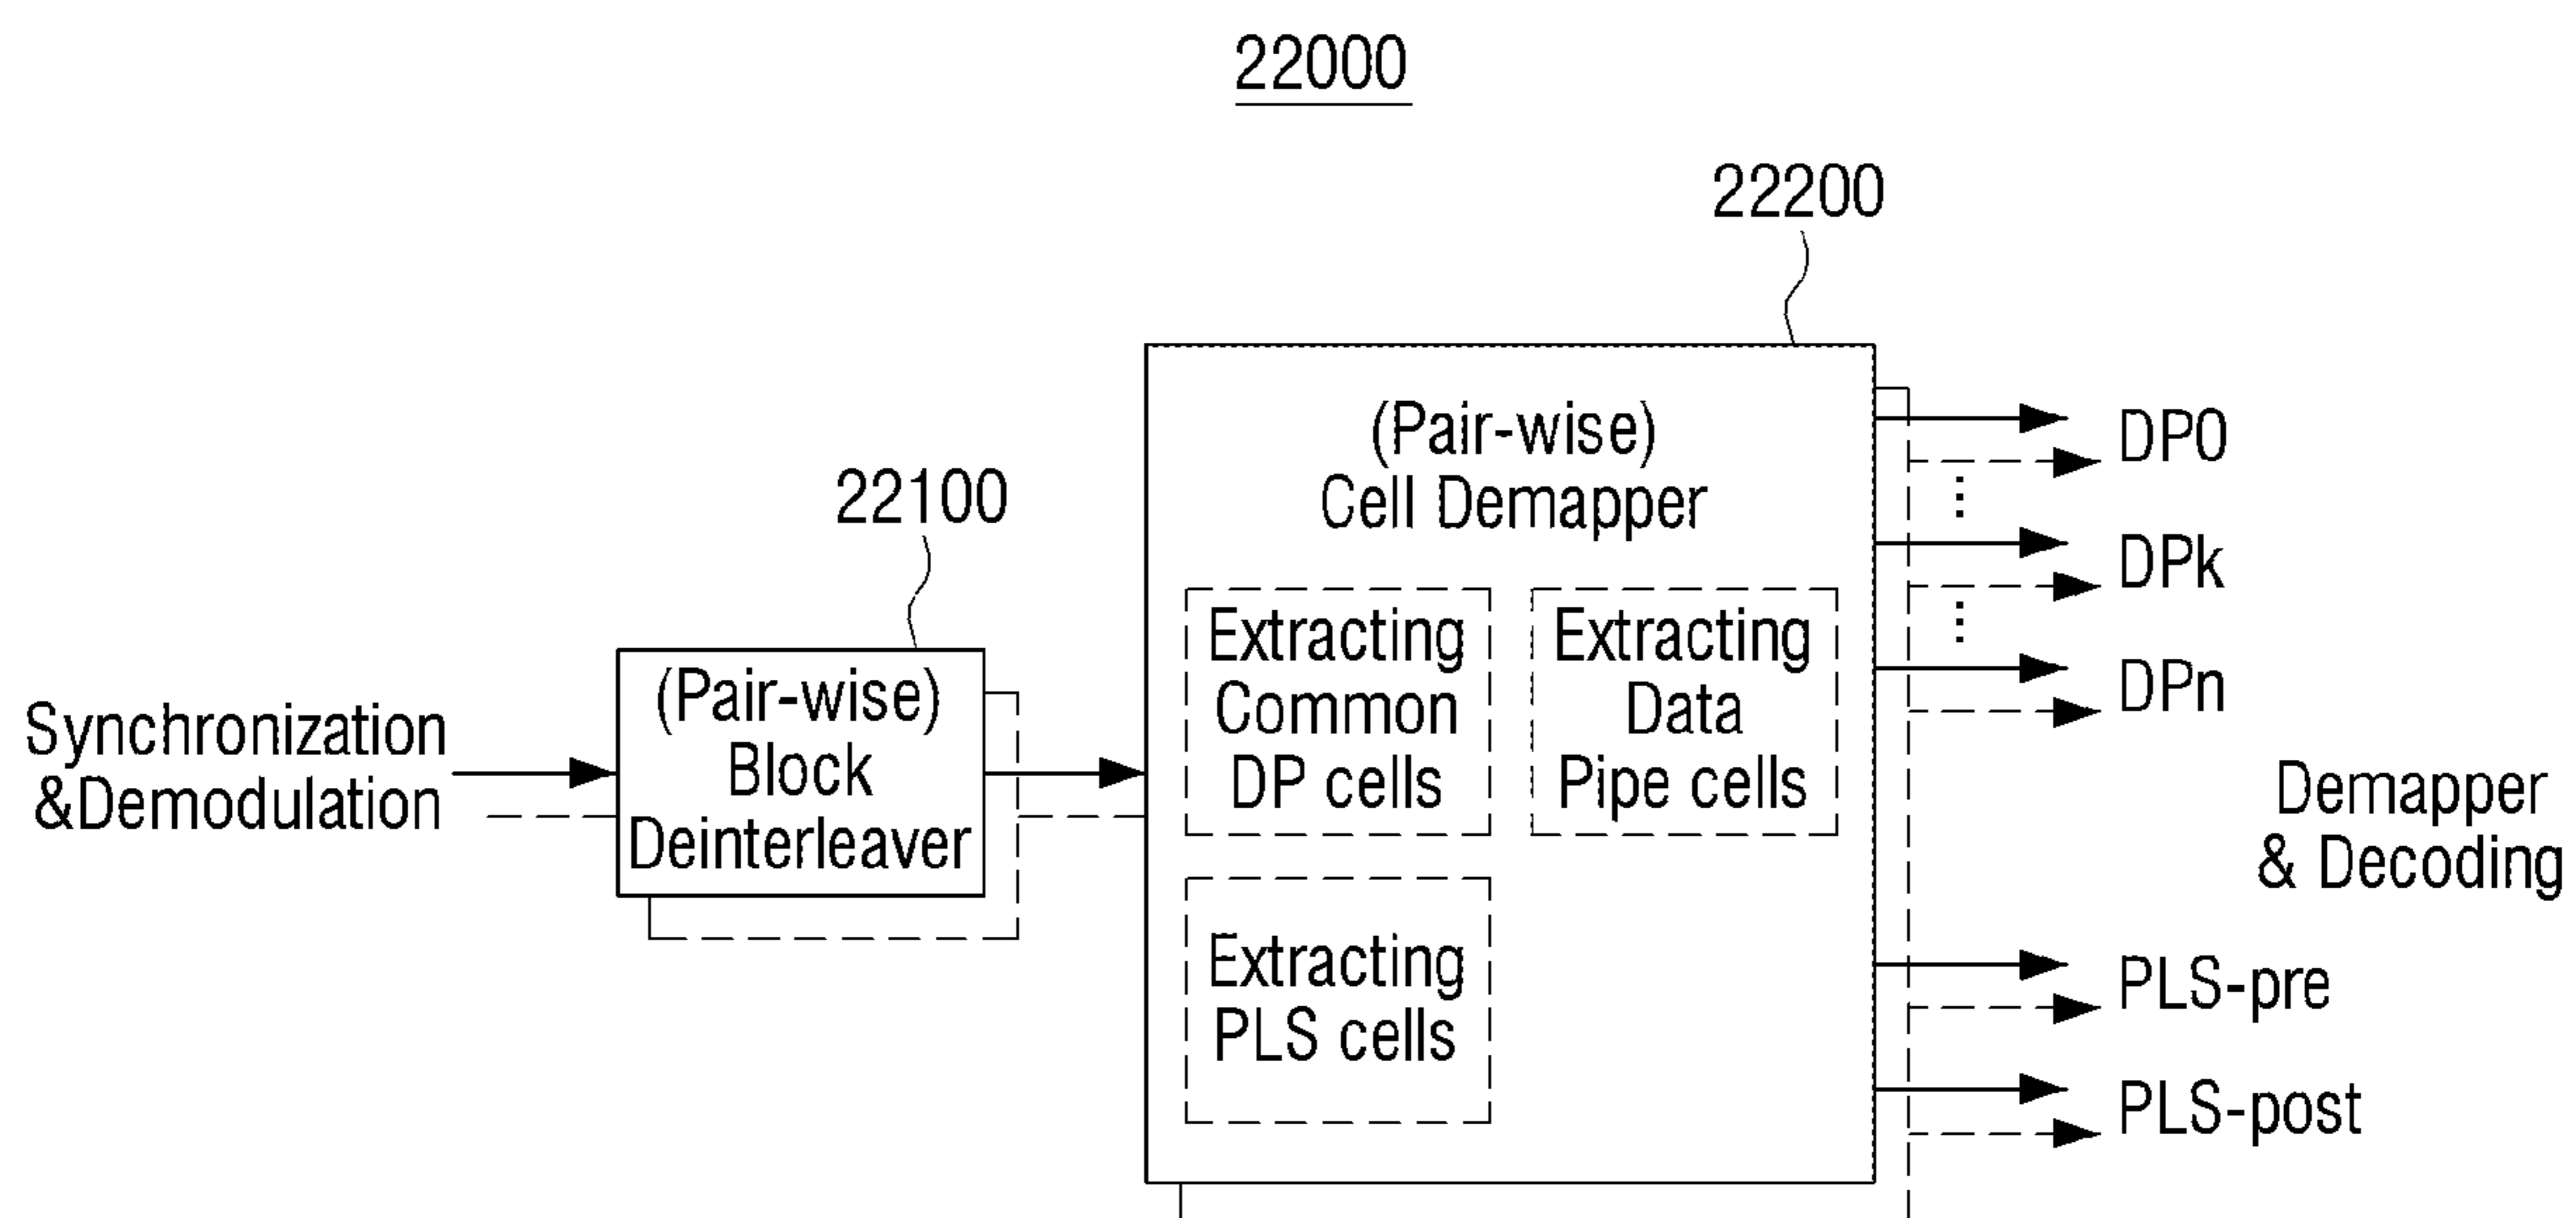 22000
22200
22100
Synchronization
&Demodulation
(Pair-wise)
Block
Deinterleaver
(Pair-wise)
Cell Demapper
Extracting
Common
DP cells
Extracting
Data
Pipe cells
Extracting
PLS cells
DP0
DPk
DPn
Demapper
& Decoding
PLS-pre
PLS-post